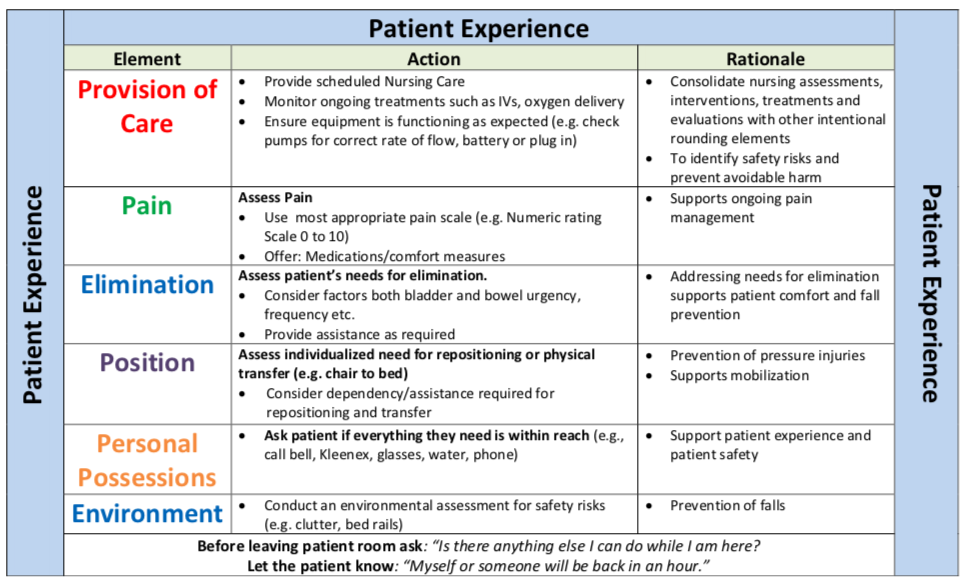 Patient Experience
Patient Experience
Patient Experience
Element
Action
Rationale
Provision of
Care
• Provide scheduled Nursing Care
• Monitor ongoing treatments such as IVs, oxygen delivery
• Ensure equipment is functioning as expected (e.g. check
pumps for correct rate of flow, battery or plug in)
• Consolidate nursing assessments,
interventions, treatments and
evaluations with other intentional
rounding elements
• To identify safety risks and
prevent avoidable harm
Pain
Assess Pain
• Use most appropriate pain scale (e.g. Numeric rating
Scale 0 to 10)
• Offer: Medications/comfort measures
• Supports ongoing pain
management
Elimination
Assess patient’s needs for elimination.
• Consider factors both bladder and bowel urgency,
frequency etc.
• Provide assistance as required
• Addressing needs for elimination
supports patient comfort and fall
prevention
Position
Assess individualized need for repositioning or physical
transfer (e.g. chair to bed)
• Consider dependency/assistance required for
repositioning and transfer
• Prevention of pressure injuries
• Supports mobilization
Personal
Possessions
• Ask patient if everything they need is within reach (e.g.,
call bell, Kleenex, glasses, water, phone)
• Support patient experience and
patient safety
Environment
• Conduct an environmental assessment for safety risks
(e.g. clutter, bed rails)
• Prevention of falls
Before leaving patient room ask: “Is there anything else I can do while I am here?
Let the patient know: “Myself or someone will be back in an hour.”